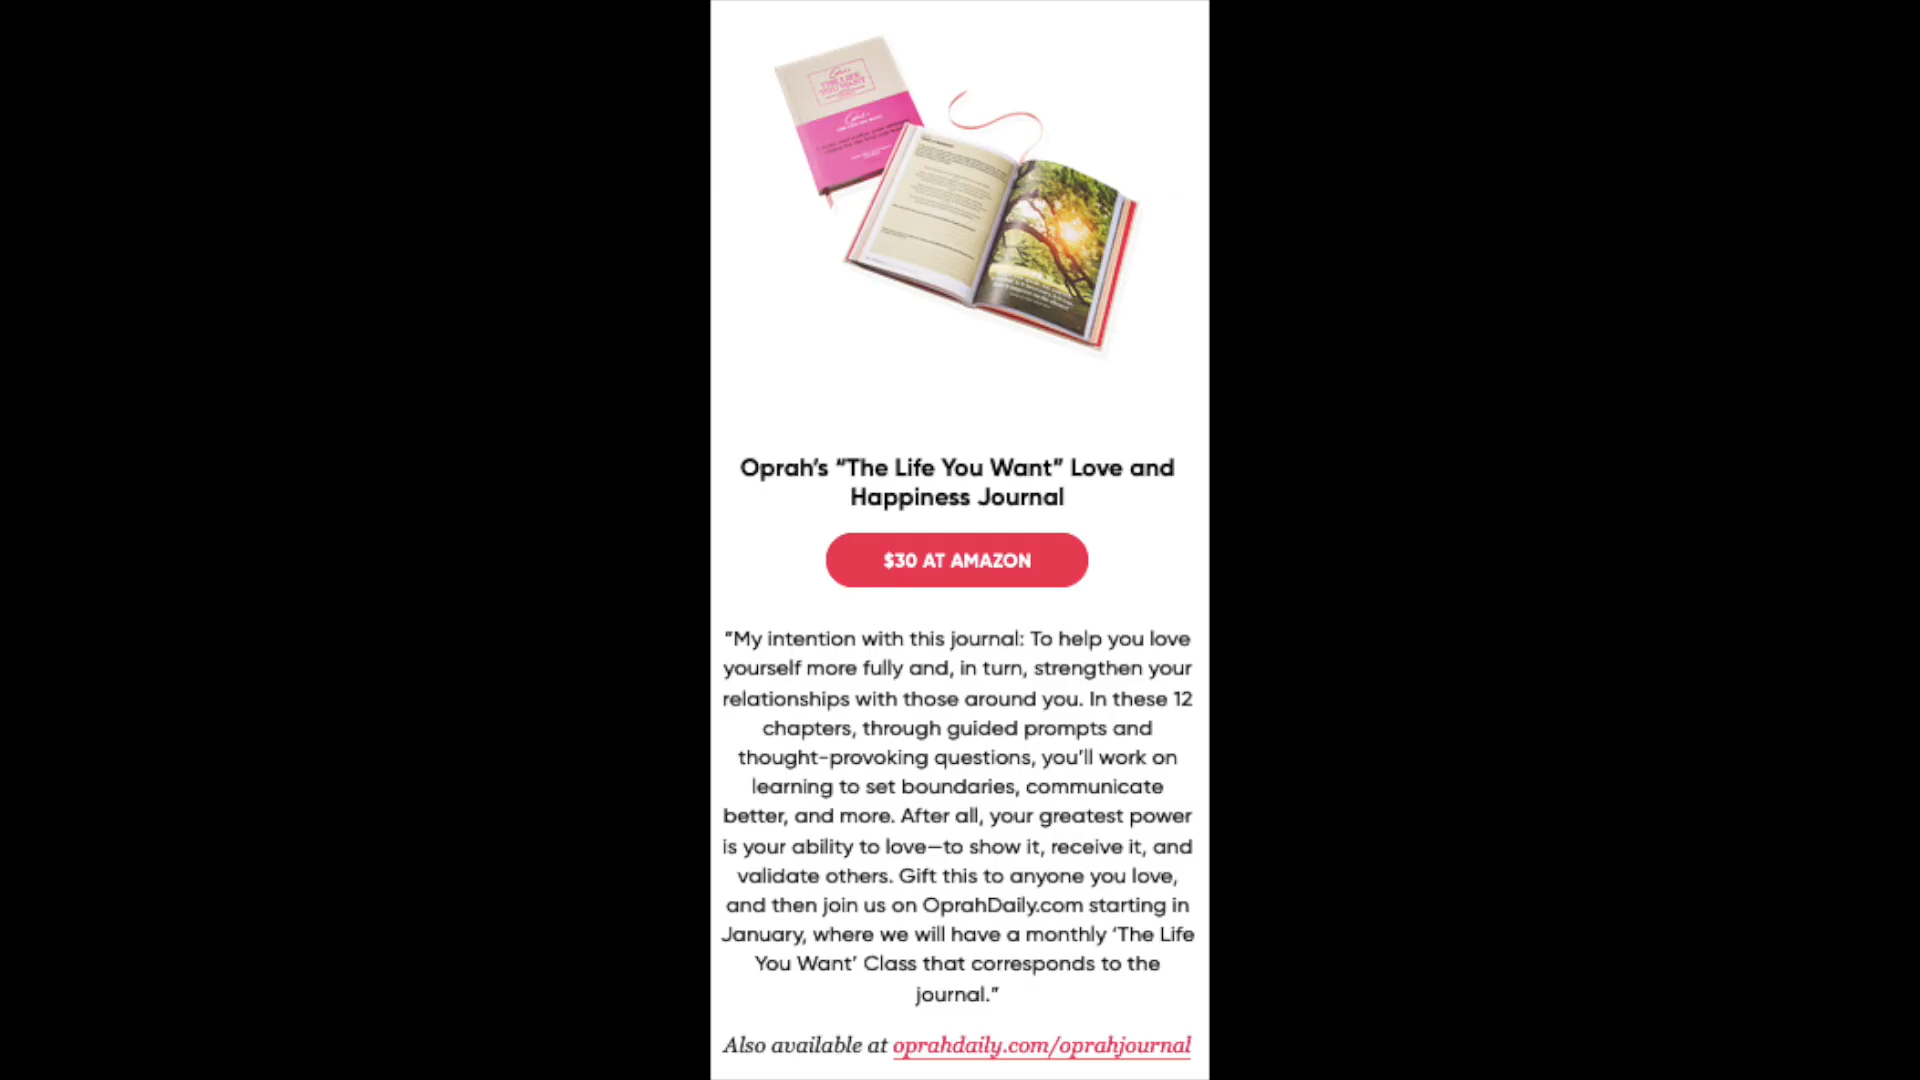 THE LIFE
YOU WANT
Oprah's “The Life You Want” Love and
Happiness Journal
$30 AT AMAZON
“My intention with this journal: To help you love
yourself more fully and, in turn, strengthen your
relationships with those around you. In these 12
chapters, through guided prompts and
thought-provoking questions, you’ll work on
learning to set boundaries, communicate
better, and more. After all, your greatest power
is your ability to love—to show it, receive it, and
validate others. Gift this to anyone you love,
and then join us on OprahDaily.com starting in
January, where we will have a monthly ‘The Life
You Want’ Class that corresponds to the
journal.”
Also available at oprahdaily.com/oprahjournal